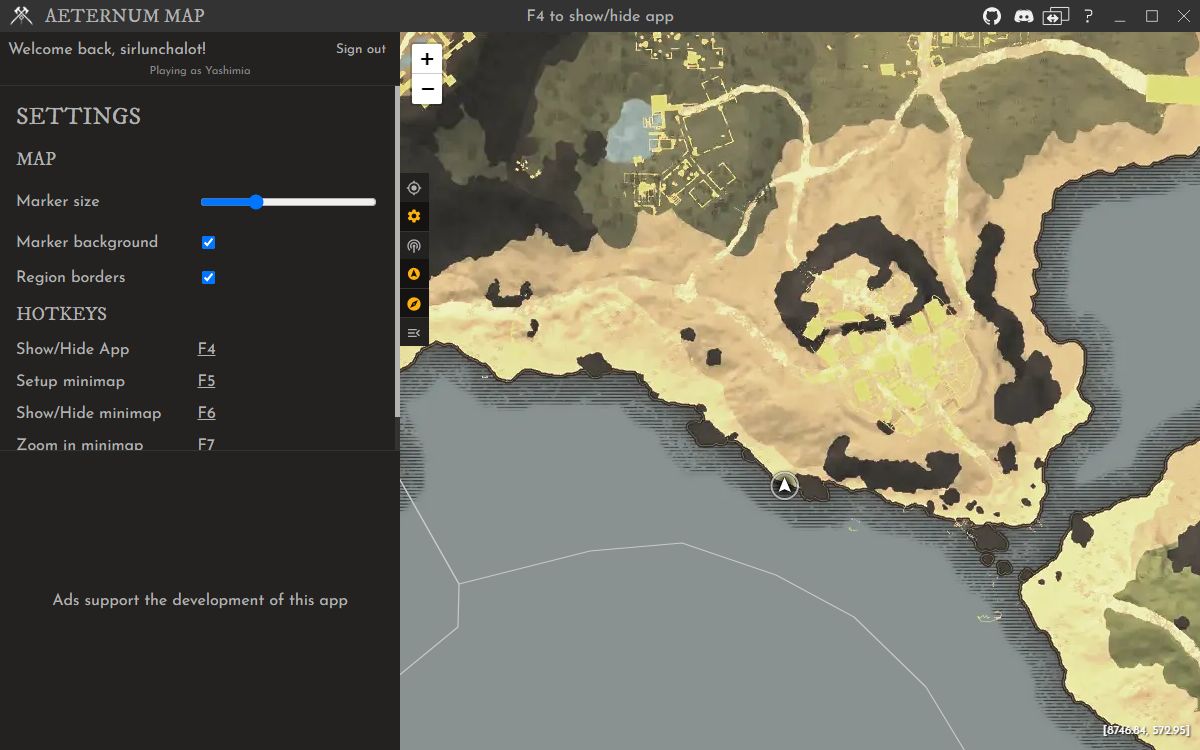 AETERNUM MAP
F4 to show/hide app
?
Welcome back, sirlunchalot!
Sign out
Playing as Yashimia
SETTINGS
MAP
Marker size
Marker background
Region borders
HOTKEYS
Show/Hide App F4
Setup minimap F5
Show/Hide minimap F6
Zoom in minimap F7
Ads support the development of this app
+
−
[8746.84, 572.95]